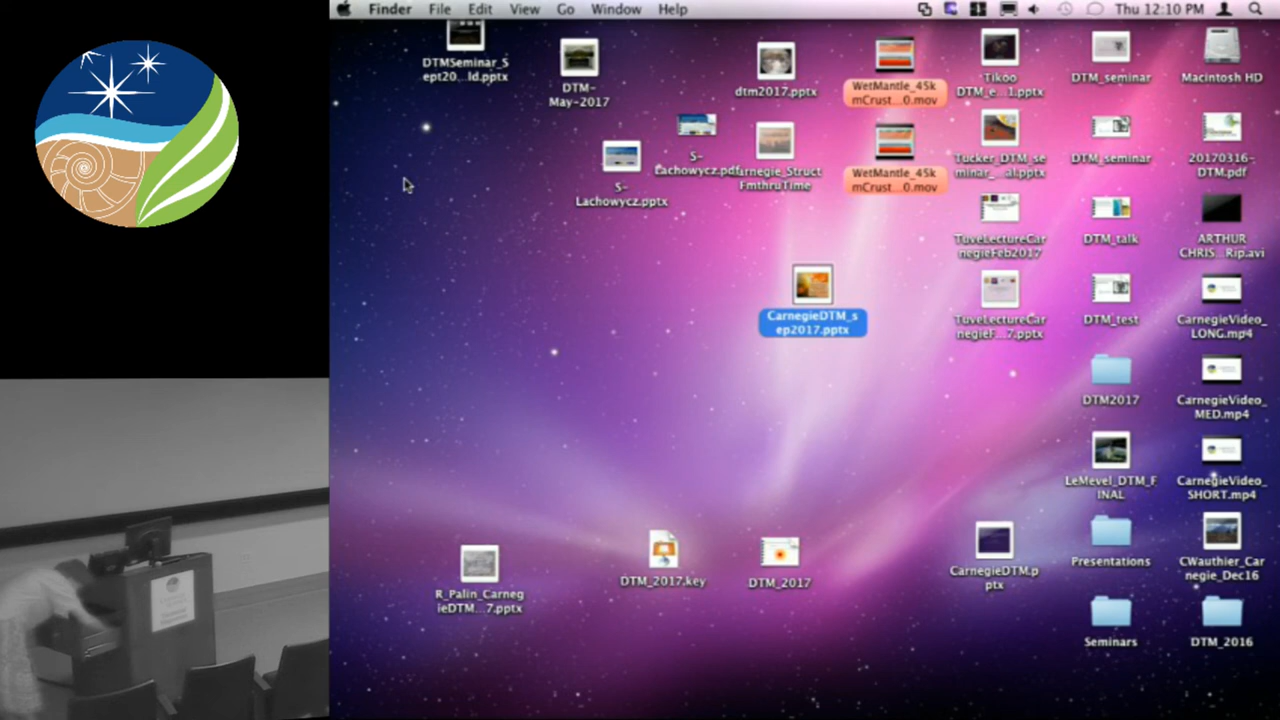 Finder File Edit View Go Window Help Thu 12:10 PM
DTMSeminar_S
ept20...ld.pptx
DTM-
May-2017
dtm2017.pptx
WetMantle_45k
mCrust...0.mov
Tikoo
DTM_e...1.pptx
DTM_seminar
Macintosh HD
S-
Lachowycz.pptx
S-
Lachowycz.pdf
Carnegie_Struct
FmthruTime
WetMantle_45k
mCrust...0.mov
Tucker_DTM_se
minar_...al.pptx
DTM_seminar
20170316-
DTM.pdf
TuveLectureCar
negieFeb2017
DTM_talk
ARTHUR
CHRIS...Rip.avi
CarnegieDTM_s
ep2017.pptx
TuveLectureCar
negieF...7.pptx
DTM_test
CarnegieVideo_
LONG.mp4
DTM2017
CarnegieVideo_
MED.mp4
LeMevel_DTM_F
INAL
CarnegieVideo_
SHORT.mp4
R_Palin_Carneg
ieDTM...7.pptx
DTM_2017.key
DTM_2017
CarnegieDTM.p
ptx
Presentations
CWauthier_Car
negie_Dec16
Seminars
DTM_2016